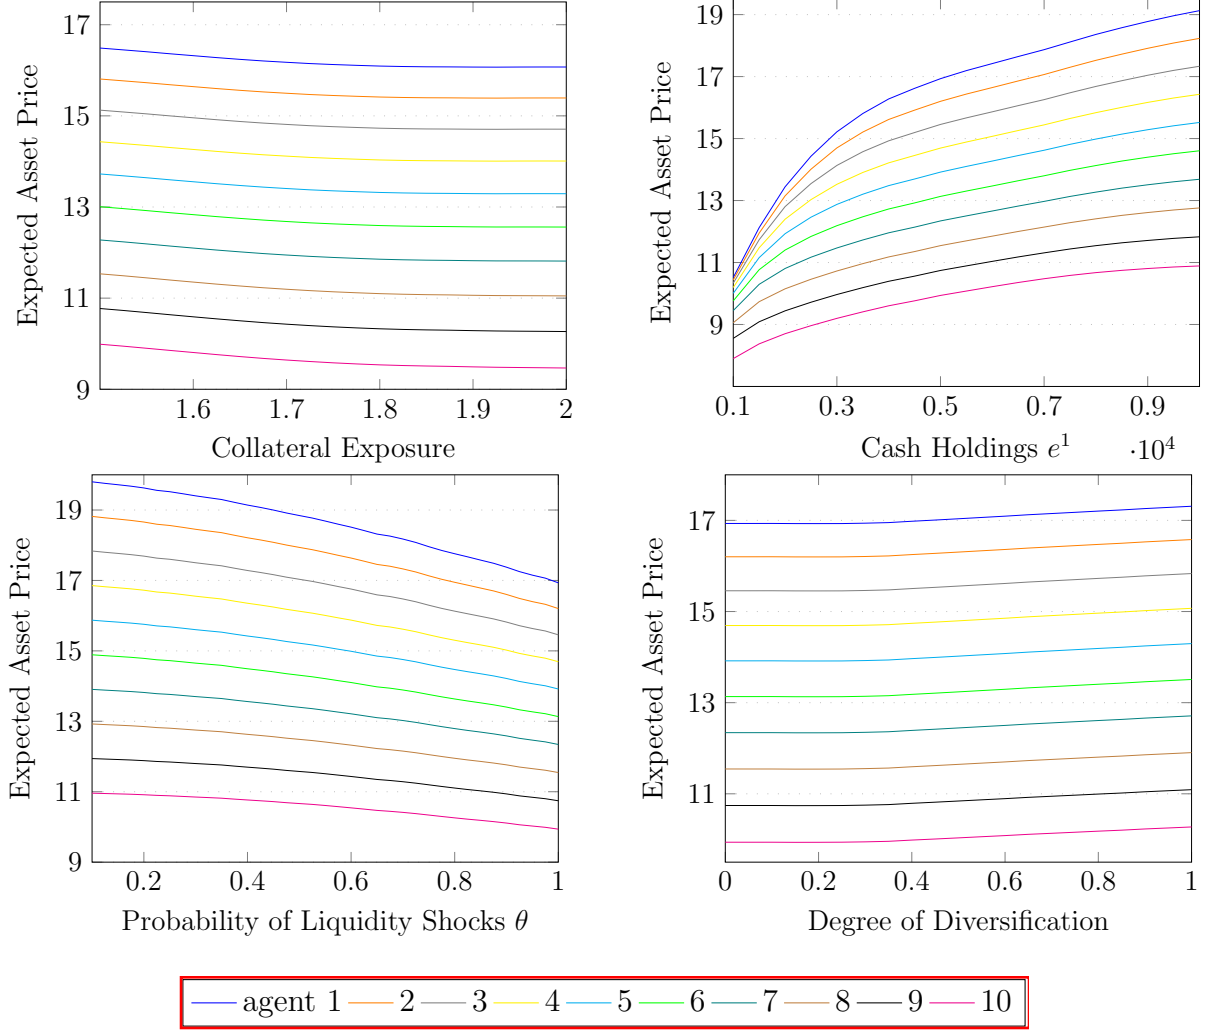 17
15
13
11
9
1.6 1.7 1.8 1.9 2
Expected Asset Price
Collateral Exposure
19
17
15
13
11
9
0.1 0.3 0.5 0.7 0.9
Expected Asset Price
Cash Holdings e¹
·10⁴
19
17
15
13
11
9
0.2 0.4 0.6 0.8 1
Expected Asset Price
Probability of Liquidity Shocks θ
17
15
13
11
0 0.2 0.4 0.6 0.8 1
Expected Asset Price
Degree of Diversification
agent 1 2 3 4 5 6 7 8 9 10